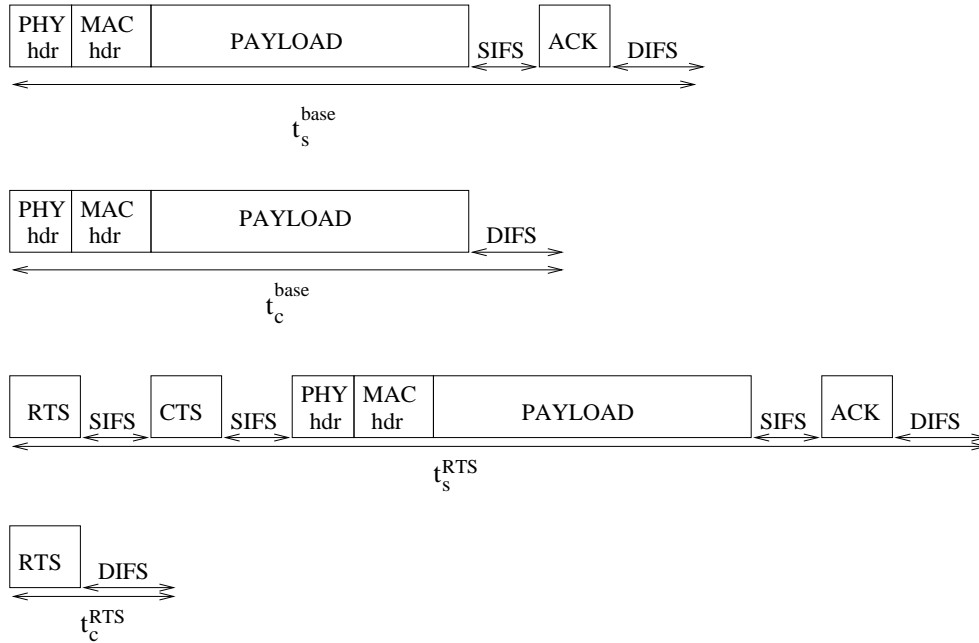 PHY hdr MAC hdr PAYLOAD SIFS ACK DIFS
t_s^base
PHY hdr MAC hdr PAYLOAD DIFS
t_c^base
RTS SIFS CTS SIFS PHY hdr MAC hdr PAYLOAD SIFS ACK DIFS
t_s^RTS
RTS DIFS
t_c^RTS